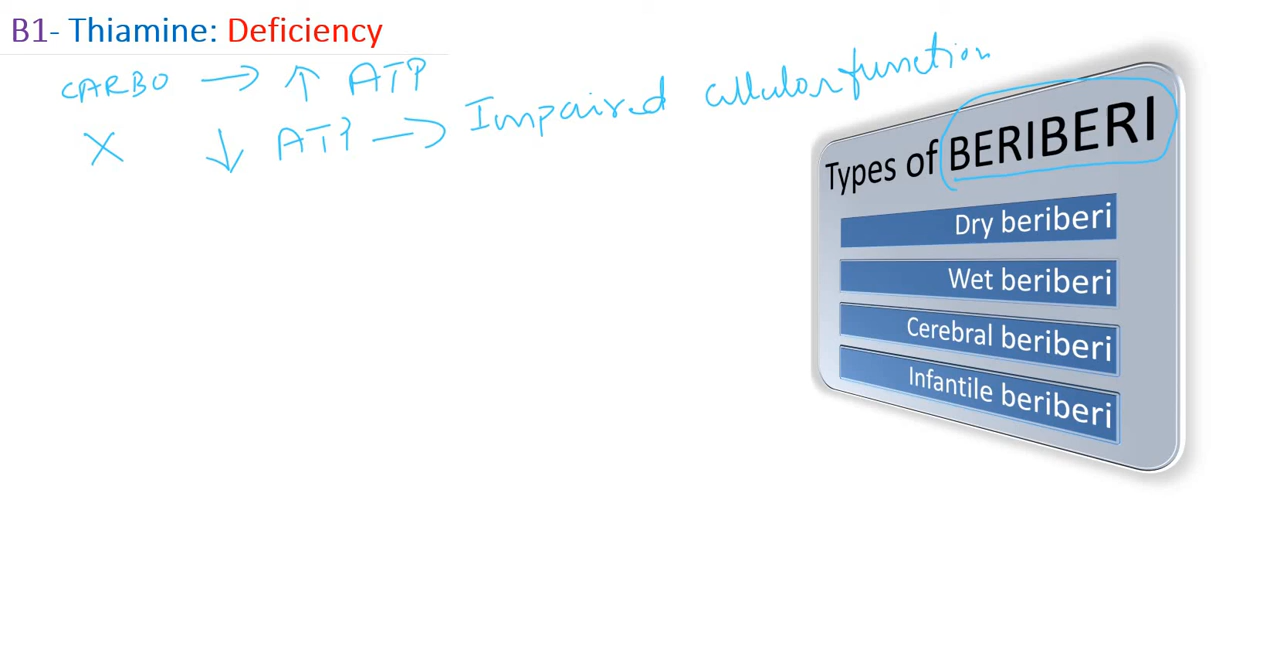 B1- Thiamine: Deficiency
CARBO → ↑ ATP
X ↓ ATP → Impaired cellular function
Types of BERIBERI
Dry beriberi
Wet beriberi
Cerebral beriberi
Infantile beriberi